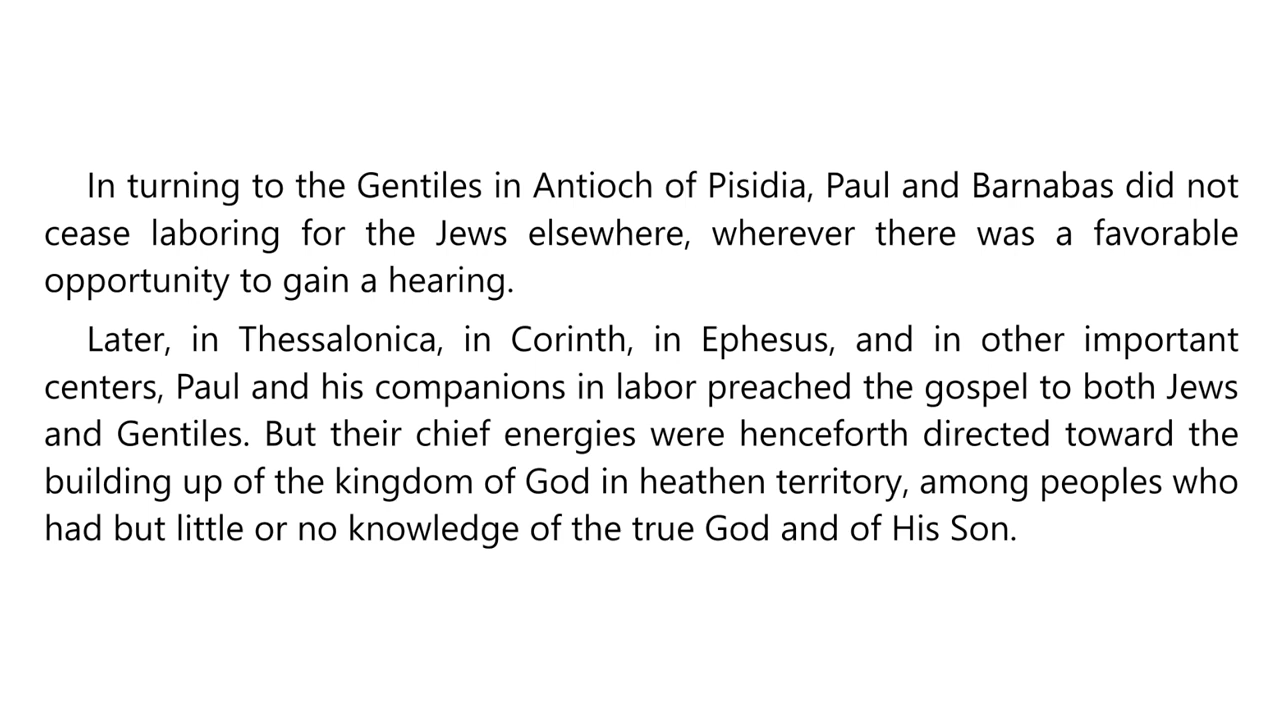 In turning to the Gentiles in Antioch of Pisidia, Paul and Barnabas did not
cease laboring for the Jews elsewhere, wherever there was a favorable
opportunity to gain a hearing.
Later, in Thessalonica, in Corinth, in Ephesus, and in other important
centers, Paul and his companions in labor preached the gospel to both Jews
and Gentiles. But their chief energies were henceforth directed toward the
building up of the kingdom of God in heathen territory, among peoples who
had but little or no knowledge of the true God and of His Son.